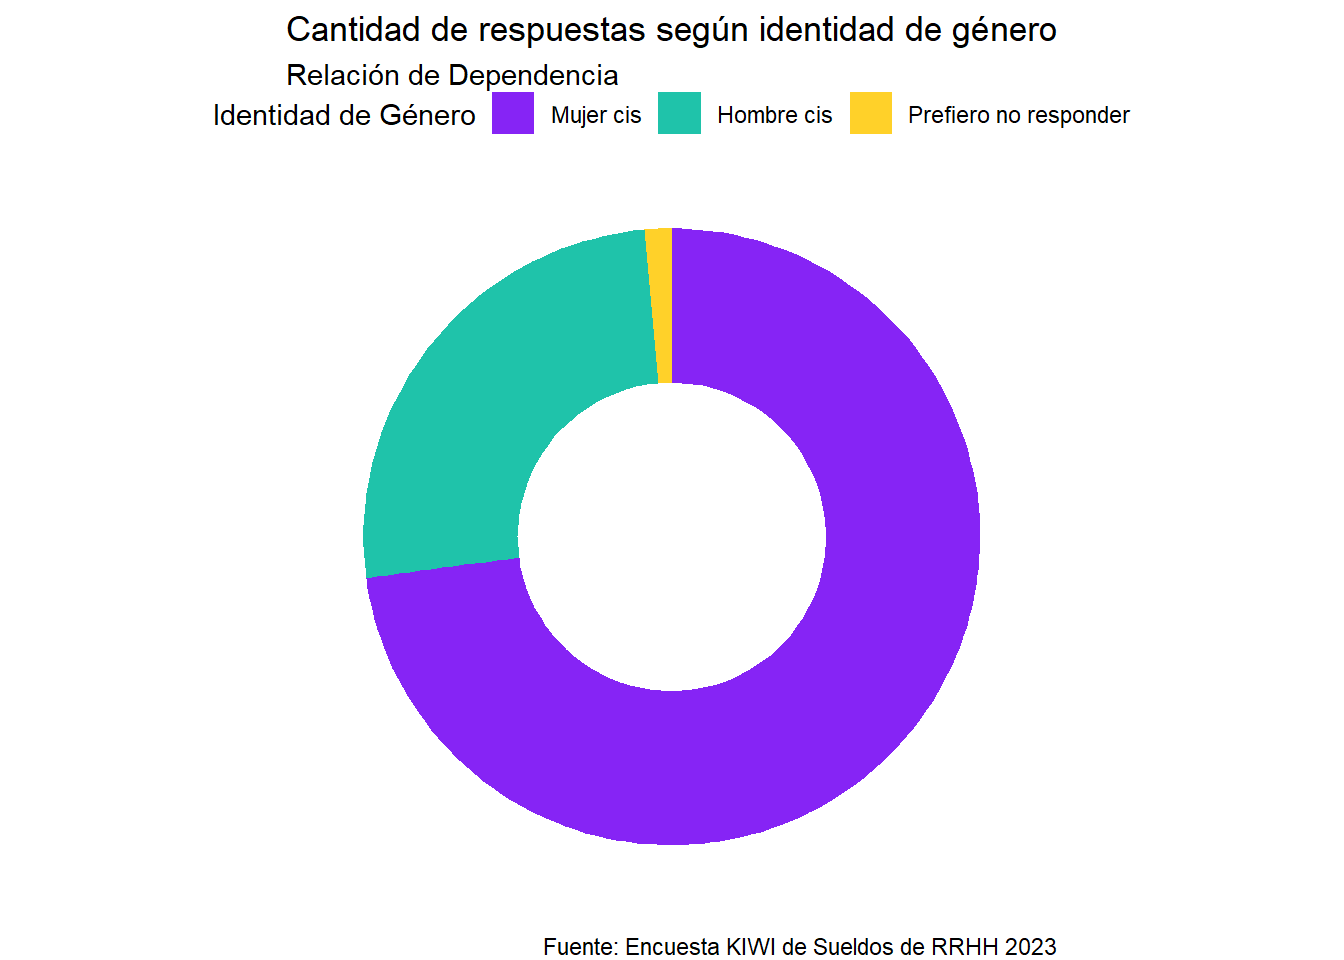 Cantidad de respuestas según identidad de género
Relación de Dependencia
Identidad de Género Mujer cis Hombre cis Prefiero no responder
Fuente: Encuesta KIWI de Sueldos de RRHH 2023